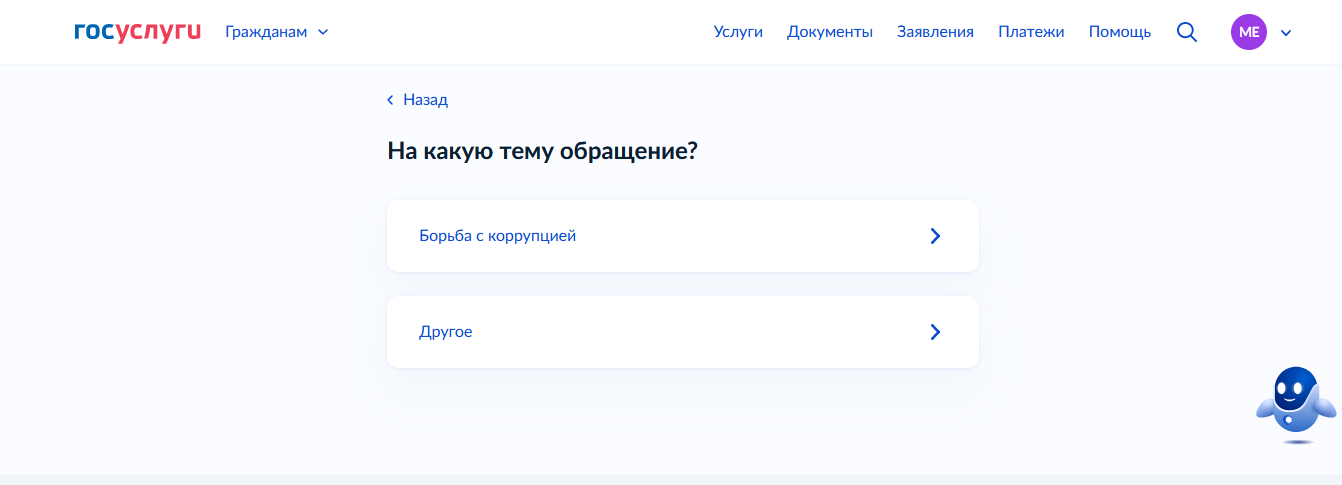 госуслуги Гражданам Услуги Документы Заявления Платежи Помощь МЕ
Назад
На какую тему обращение?
Борьба с коррупцией
Другое